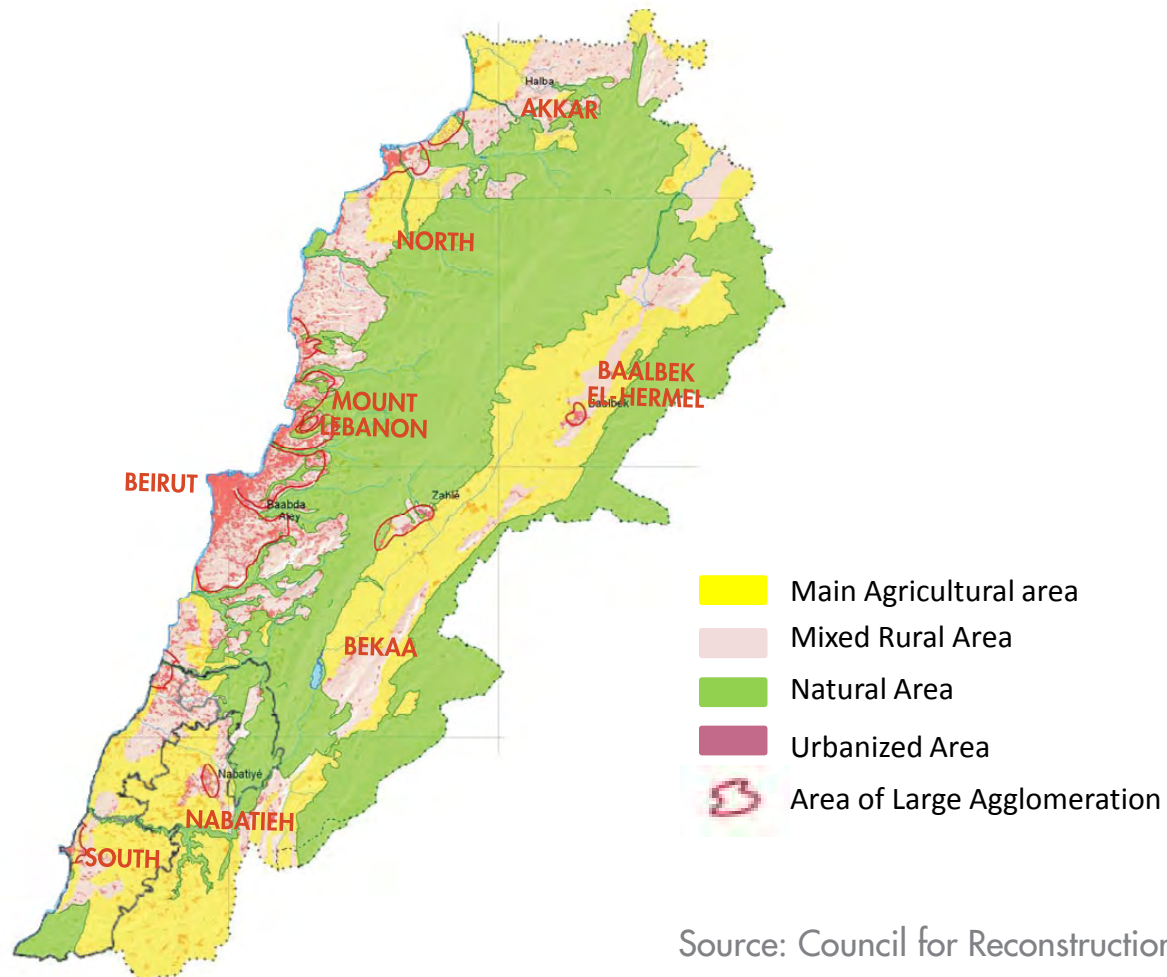 Halba
AKKAR
NORTH
BAALBEK
EL-HERMEL
Baalbek
MOUNT
LEBANON
BEIRUT
Zahlé
Baabda
Aley
BEKAA
Nabatiyé
NABATIEH
SOUTH
Main Agricultural area
Mixed Rural Area
Natural Area
Urbanized Area
Area of Large Agglomeration
Source: Council for Reconstruction